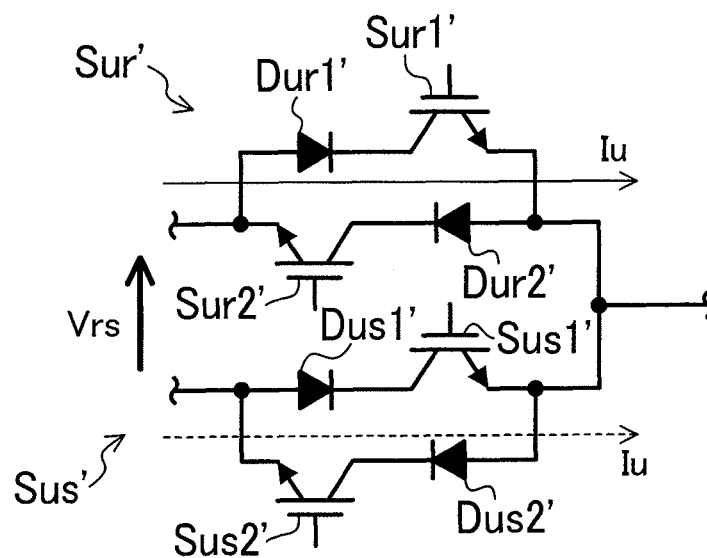 Sur1'
Sur'
Dur1'
Iu
Dur2'
Sur2'
Vrs
Dus1'
Sus1'
Iu
Sus'
Dus2'
Sus2'